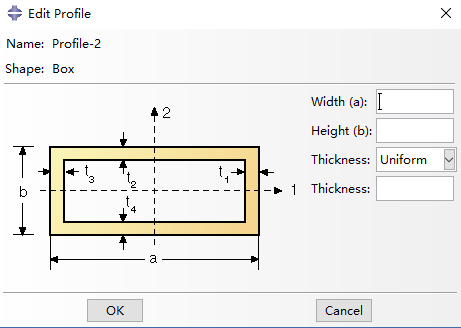 Edit Profile
Name: Profile-2
Shape: Box
Width (a):
Height (b):
Thickness: Uniform
Thickness:
2
t3
t2
t1
1
b
t4
a
OK
Cancel